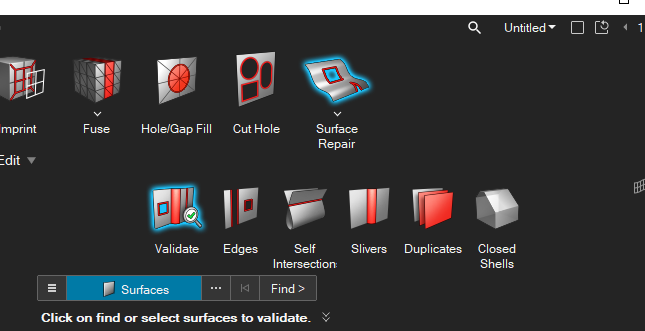 Untitled
1
Imprint
Fuse
Hole/Gap Fill
Cut Hole
Surface
Repair
Edit
Validate
Edges
Self
Intersection
Slivers
Duplicates
Closed
Shells
Surfaces
Find >
Click on find or select surfaces to validate.